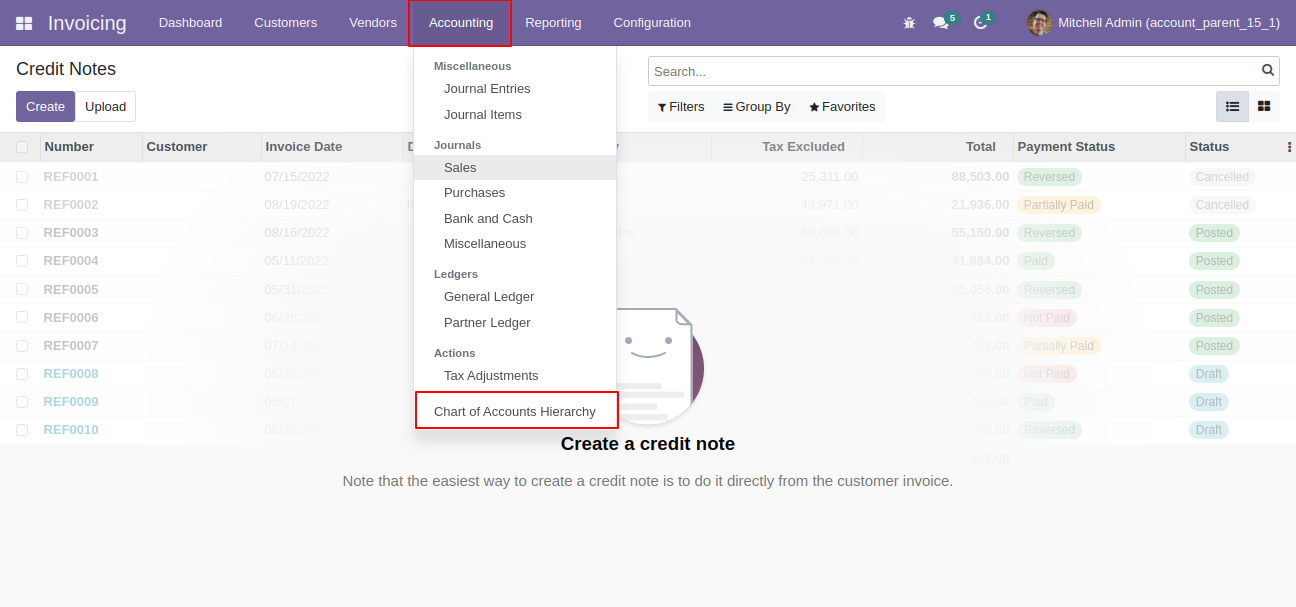 Invoicing Dashboard Customers Vendors Accounting Reporting Configuration 5 1 Mitchell Admin (account_parent_15_1)
Credit Notes
Search...
Create Upload
Filters Group By Favorites
Miscellaneous
Journal Entries
Journal Items
Journals
Sales
Purchases
Bank and Cash
Miscellaneous
Ledgers
General Ledger
Partner Ledger
Actions
Tax Adjustments
Chart of Accounts Hierarchy
Number Customer Invoice Date Tax Excluded Total Payment Status Status
REF0001 07/15/2022 25,311.00 88,503.00 Reversed Cancelled
REF0002 08/19/2022 43,971.00 21,936.00 Partially Paid Cancelled
REF0003 08/16/2022 50,698.00 55,150.00 Reversed Posted
REF0004 05/11/2022 41,684.00 Paid Posted
REF0005 05/31/2022 Reversed Posted
REF0006 Not Paid Posted
REF0007 Partially Paid Posted
REF0008 Not Paid Draft
REF0009 Paid Draft
REF0010 Reversed Draft
Create a credit note
Note that the easiest way to create a credit note is to do it directly from the customer invoice.